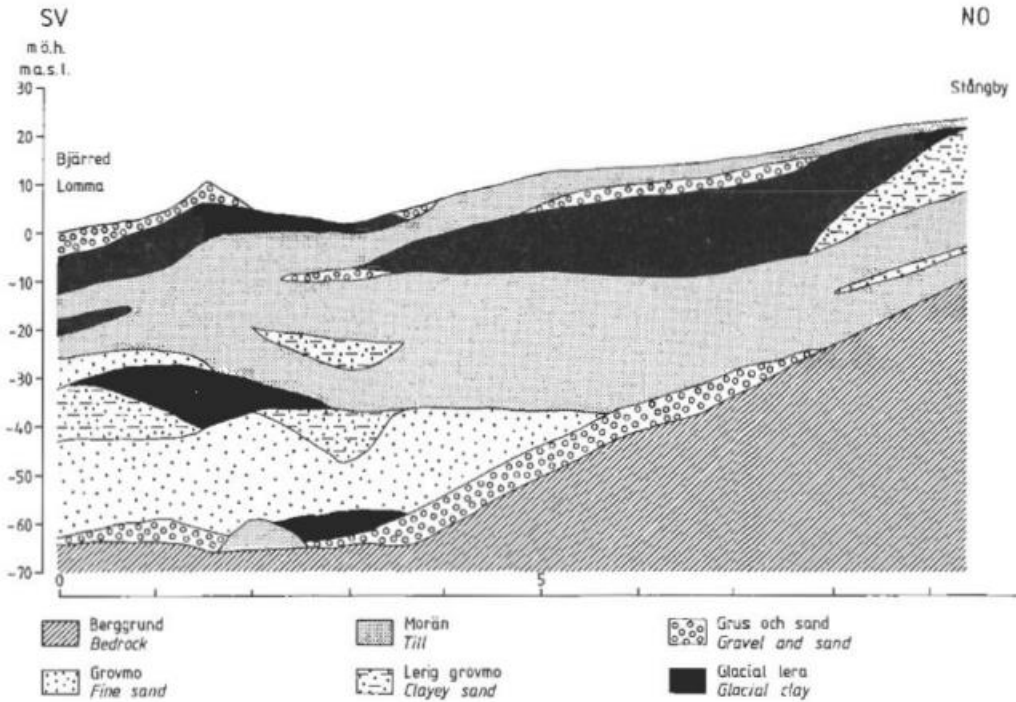 SV
NO
m.ö.h.
m.a.s.l.
30
20
10
0
-10
-20
-30
-40
-50
-60
-70
Bjärred
Lomma
Stångby
0
5
Berggrund
Bedrock
Morän
Till
Grus och sand
Gravel and sand
Grovmo
Fine sand
Lerig grovmo
Clayey sand
Glacial lera
Glacial clay